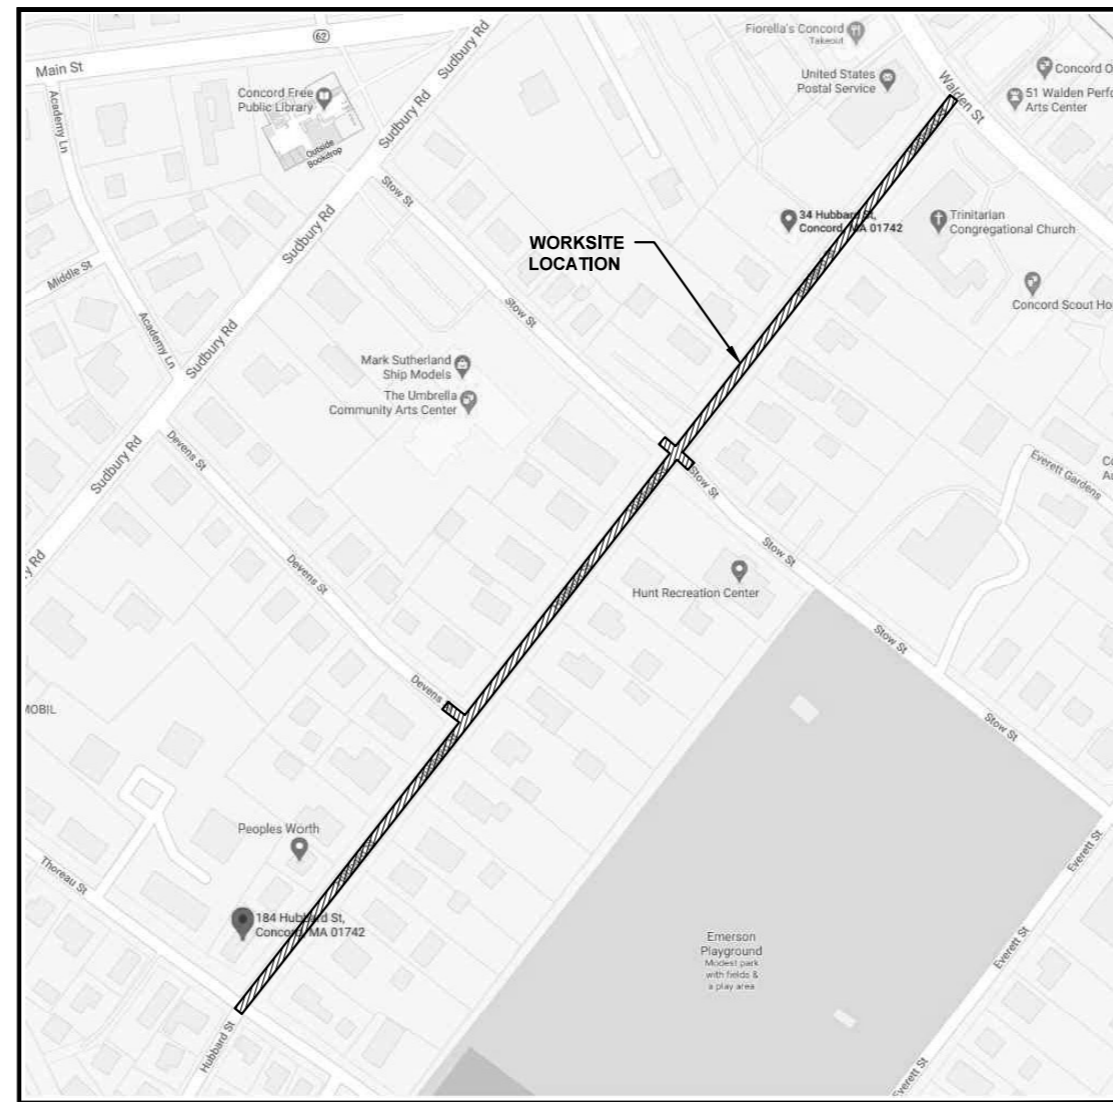 Fiorella's Concord
Takeout
62
Sudbury Rd
Main St
United States
Postal Service
Walden St
Concord O
51 Walden Perfo
Arts Center
Concord Free
Public Library
Academy Ln
Sudbury Rd
Outside
Bookdrop
Stow St
34 Hubbard St,
Concord, MA 01742
Trinitarian
Congregational Church
Sudbury Rd
WORKSITE
LOCATION
Middle St
Concord Scout Ho
Stow St
Academy Ln
Sudbury Rd
Mark Sutherland
Ship Models
The Umbrella
Community Arts Center
Devens St
Sudbury Rd
Stow St
Everett Gardens
Co
Au
Stow St
y Rd
Devens St
Hunt Recreation Center
Stow St
Devens
MOBIL
Stow St
Peoples Worth
Thoreau St
Everett St
184 Hubbard St,
Concord, MA 01742
Emerson
Playground
Modest park
with fields &
a play area
Everett St
Hubbard St
Everett St